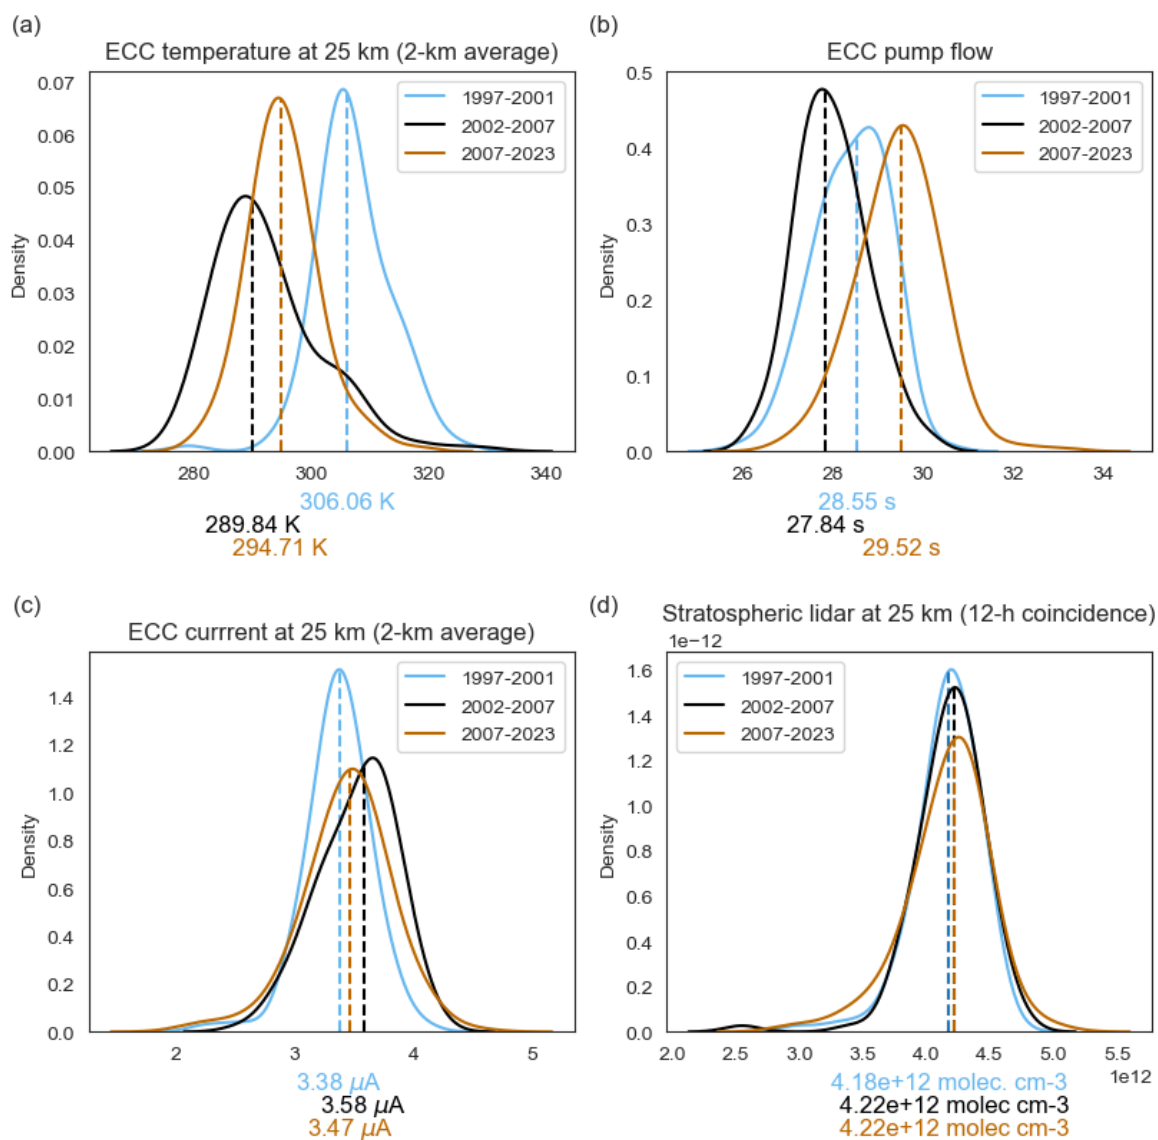 (a)
ECC temperature at 25 km (2-km average)
0.07
0.06
0.05
0.04
0.03
0.02
0.01
0.00
Density
1997-2001
2002-2007
2007-2023
280
300
320
340
306.06 K
289.84 K
294.71 K
(b)
ECC pump flow
0.5
0.4
0.3
0.2
0.1
0.0
Density
1997-2001
2002-2007
2007-2023
26
28
30
32
34
28.55 s
27.84 s
29.52 s
(c)
ECC currrent at 25 km (2-km average)
1.4
1.2
1.0
0.8
0.6
0.4
0.2
0.0
Density
1997-2001
2002-2007
2007-2023
2
3
4
5
3.38 μA
3.58 μA
3.47 μA
(d)
Stratospheric lidar at 25 km (12-h coincidence)
1e−12
1.6
1.4
1.2
1.0
0.8
0.6
0.4
0.2
0.0
Density
1997-2001
2002-2007
2007-2023
2.0
2.5
3.0
3.5
4.0
4.5
5.0
5.5
1e12
4.18e+12 molec. cm-3
4.22e+12 molec cm-3
4.22e+12 molec cm-3